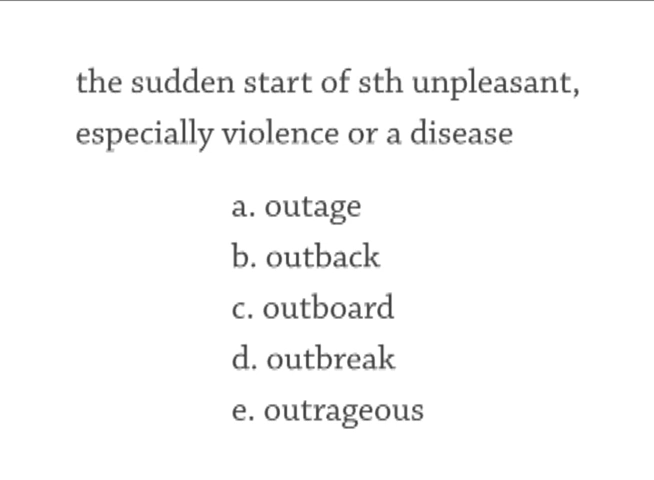 the sudden start of sth unpleasant,
especially violence or a disease
a. outage
b. outback
c. outboard
d. outbreak
e. outrageous